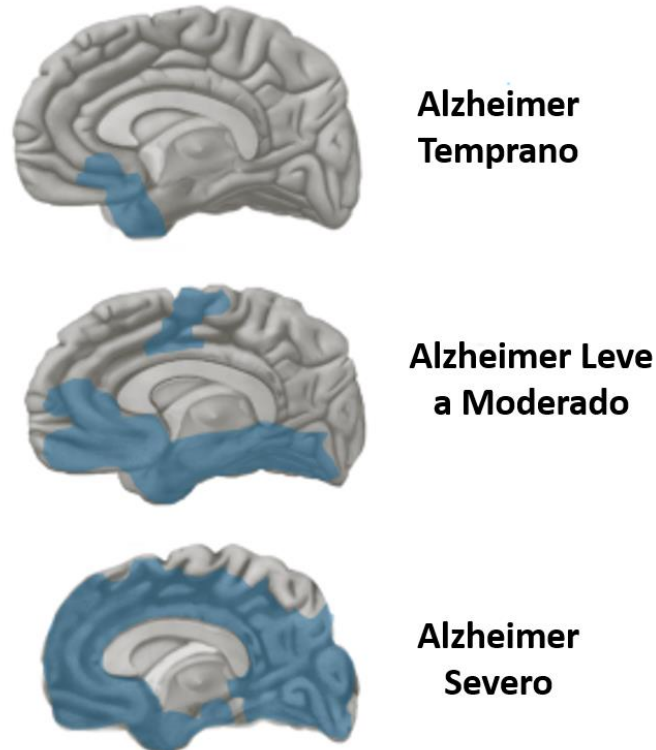 Alzheimer
Temprano
Alzheimer Leve
a Moderado
Alzheimer
Severo